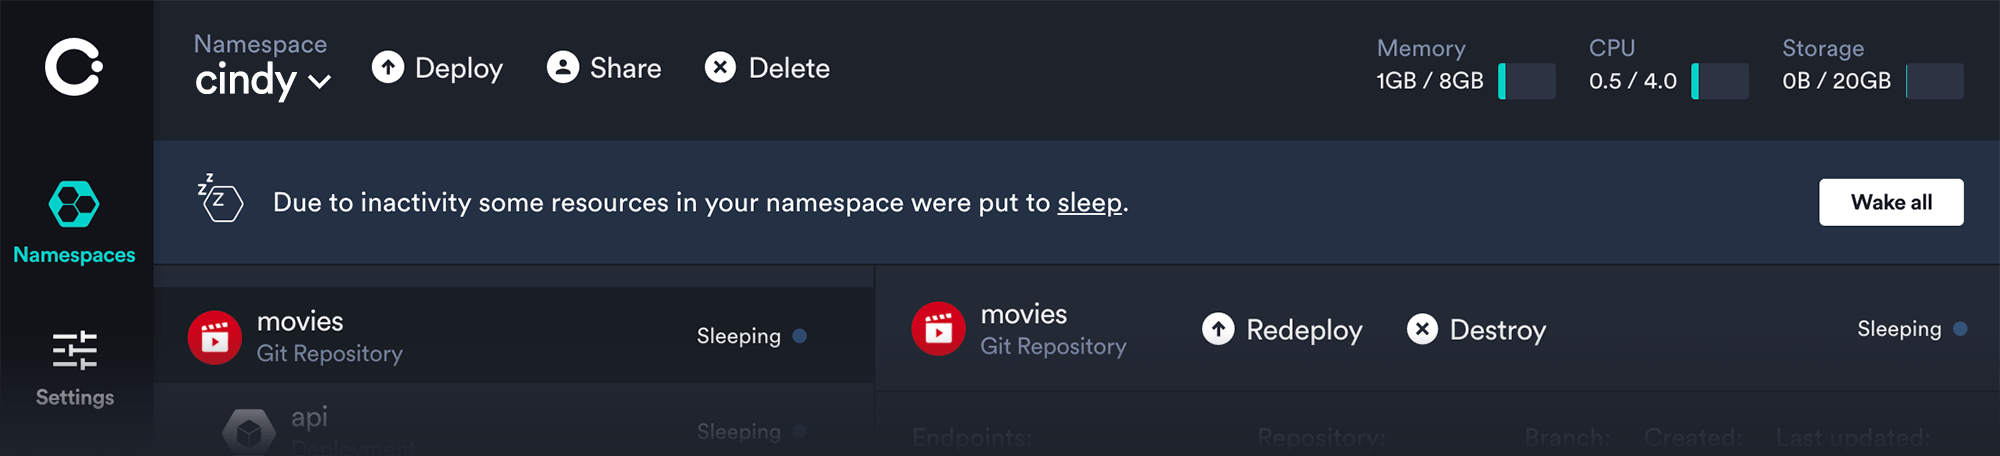 Namespace
cindy
Deploy
Share
Delete
Memory
1GB / 8GB
CPU
0.5 / 4.0
Storage
0B / 20GB
Namespaces
Settings
zzZ
Due to inactivity some resources in your namespace were put to sleep.
Wake all
movies
Git Repository
Sleeping
api
Deployment
Sleeping
movies
Git Repository
Redeploy
Destroy
Sleeping
Endpoints:
Repository:
Branch:
Created:
Last updated: